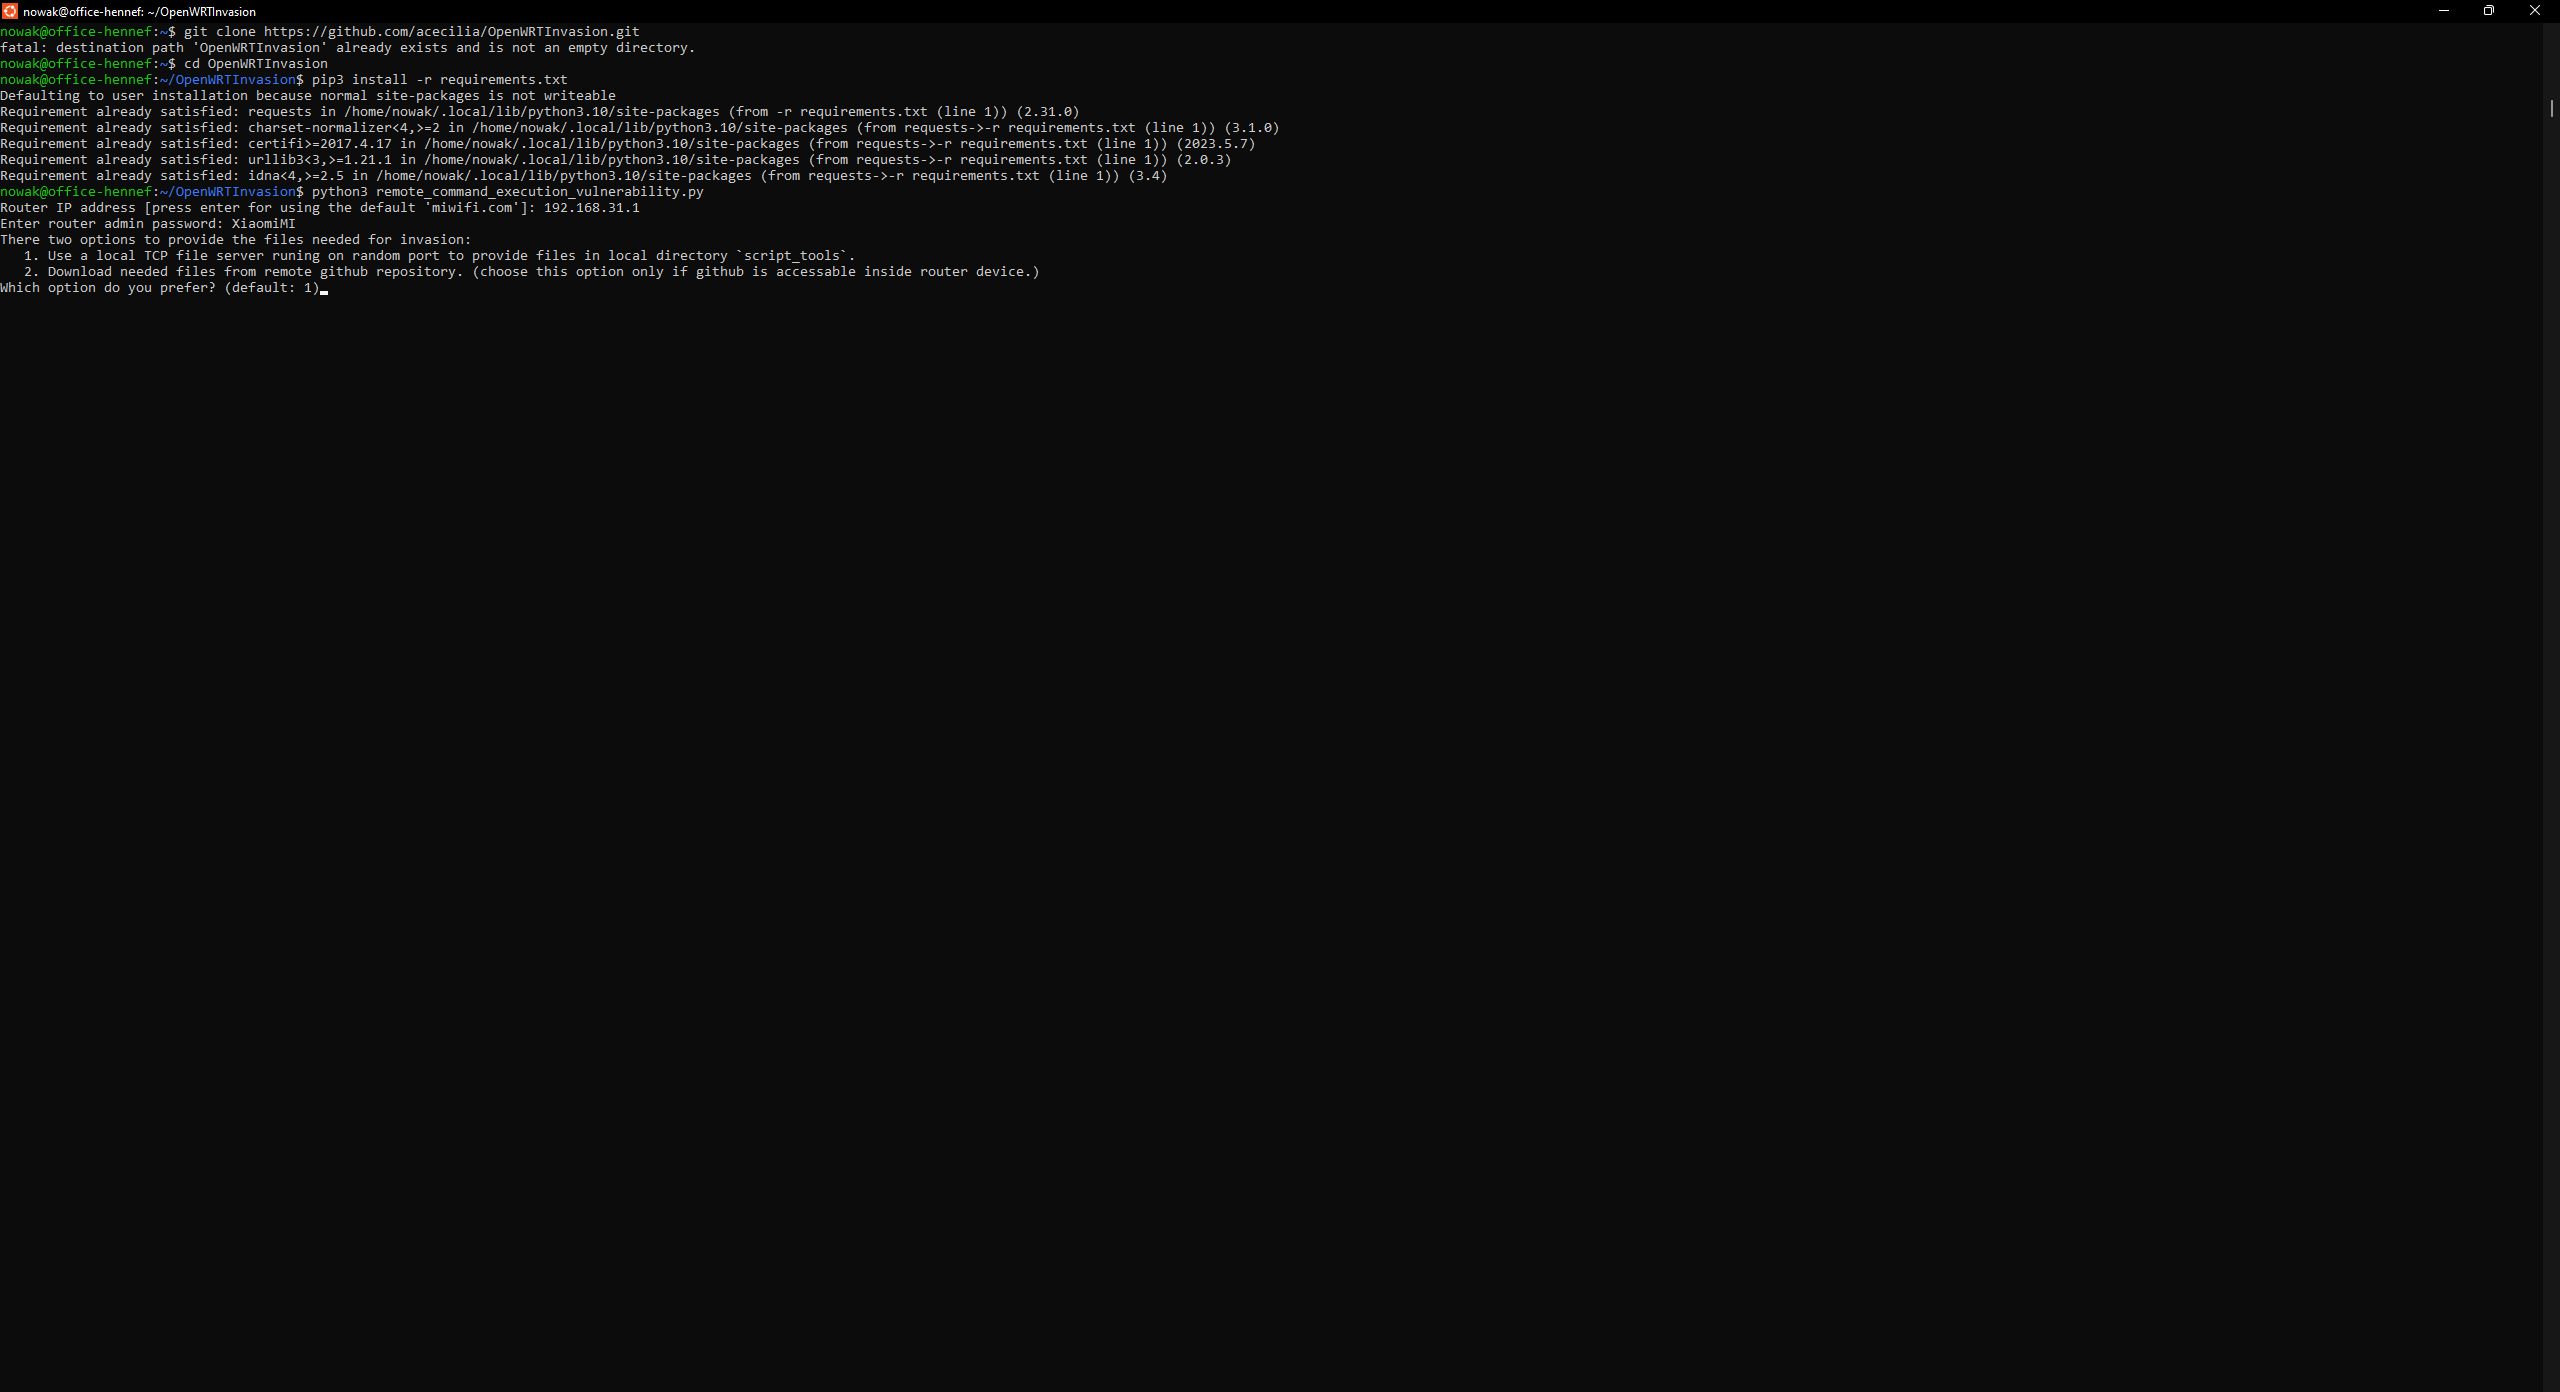 nowak@office-hennef: ~/OpenWRTInvasion
nowak@office-hennef:~$ git clone https://github.com/acecilia/OpenWRTInvasion.git
fatal: destination path 'OpenWRTInvasion' already exists and is not an empty directory.
nowak@office-hennef:~$ cd OpenWRTInvasion
nowak@office-hennef:~/OpenWRTInvasion$ pip3 install -r requirements.txt
Defaulting to user installation because normal site-packages is not writeable
Requirement already satisfied: requests in /home/nowak/.local/lib/python3.10/site-packages (from -r requirements.txt (line 1)) (2.31.0)
Requirement already satisfied: charset-normalizer<4,>=2 in /home/nowak/.local/lib/python3.10/site-packages (from requests->-r requirements.txt (line 1)) (3.1.0)
Requirement already satisfied: certifi>=2017.4.17 in /home/nowak/.local/lib/python3.10/site-packages (from requests->-r requirements.txt (line 1)) (2023.5.7)
Requirement already satisfied: urllib3<3,>=1.21.1 in /home/nowak/.local/lib/python3.10/site-packages (from requests->-r requirements.txt (line 1)) (2.0.3)
Requirement already satisfied: idna<4,>=2.5 in /home/nowak/.local/lib/python3.10/site-packages (from requests->-r requirements.txt (line 1)) (3.4)
nowak@office-hennef:~/OpenWRTInvasion$ python3 remote_command_execution_vulnerability.py
Router IP address [press enter for using the default 'miwifi.com']: 192.168.31.1
Enter router admin password: XiaomiMI
There two options to provide the files needed for invasion:
   1. Use a local TCP file server runing on random port to provide files in local directory `script_tools`.
   2. Download needed files from remote github repository. (choose this option only if github is accessable inside router device.)
Which option do you prefer? (default: 1)